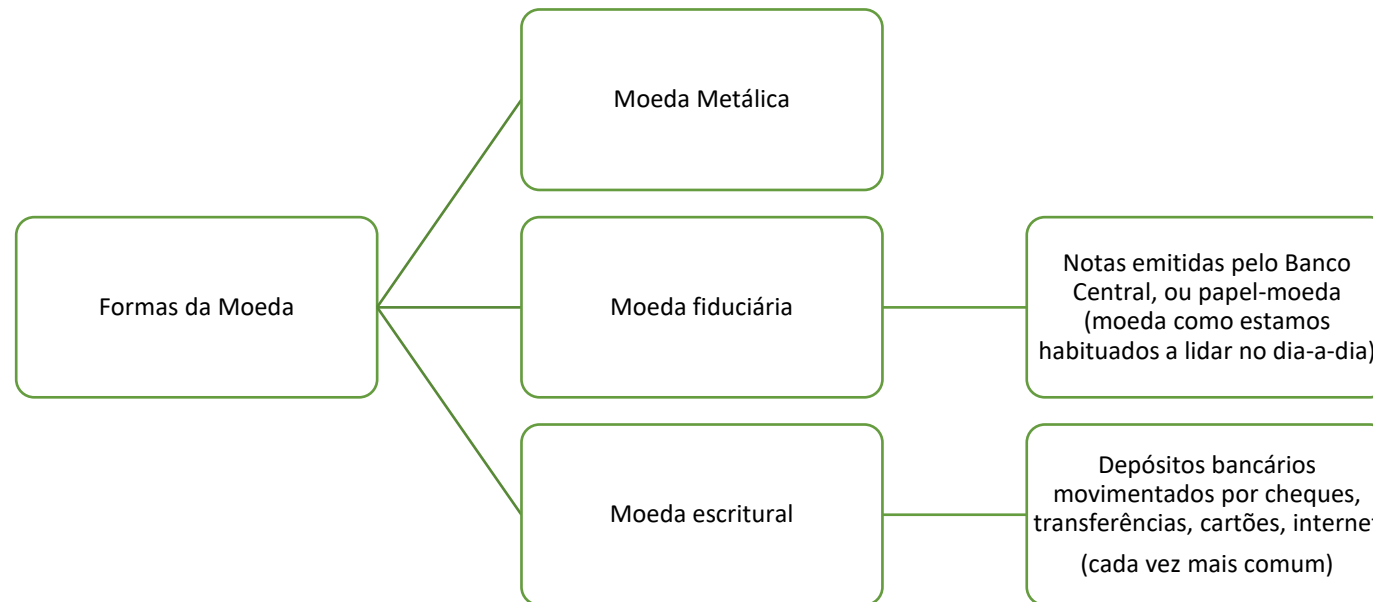 Moeda Metálica
Formas da Moeda
Moeda fiduciária
Notas emitidas pelo Banco
Central, ou papel-moeda
(moeda como estamos
habituados a lidar no dia-a-dia)
Moeda escritural
Depósitos bancários
movimentados por cheques,
transferências, cartões, internet
(cada vez mais comum)